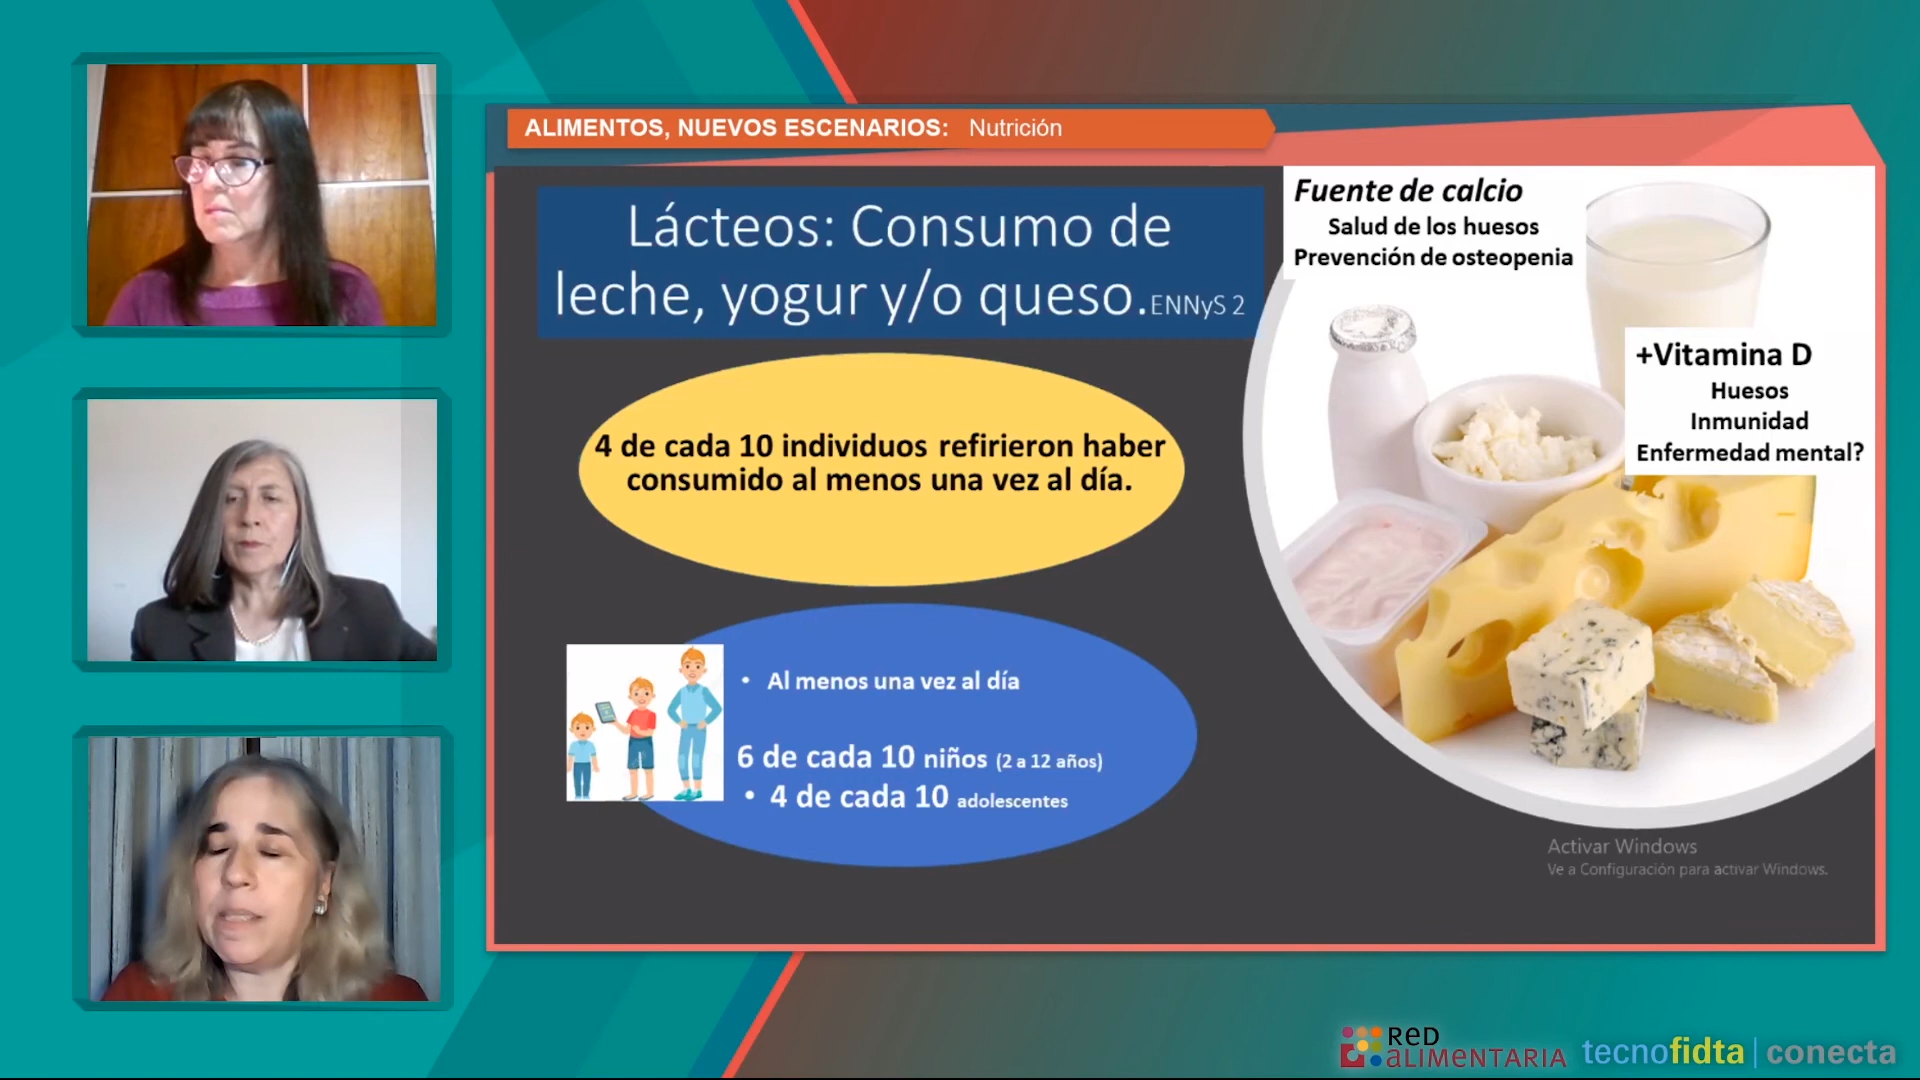 ALIMENTOS, NUEVOS ESCENARIOS: Nutrición
Lácteos: Consumo de
leche, yogur y/o queso. ENNyS 2
Fuente de calcio
Salud de los huesos
Prevención de osteopenia
+Vitamina D
Huesos
Inmunidad
Enfermedad mental?
4 de cada 10 individuos refirieron haber
consumido al menos una vez al día.
• Al menos una vez al día
6 de cada 10 niños (2 a 12 años)
• 4 de cada 10 adolescentes
Activar Windows
Ve a Configuración para activar Windows.
RED
ALIMENTARIA
tecnofidta | conecta